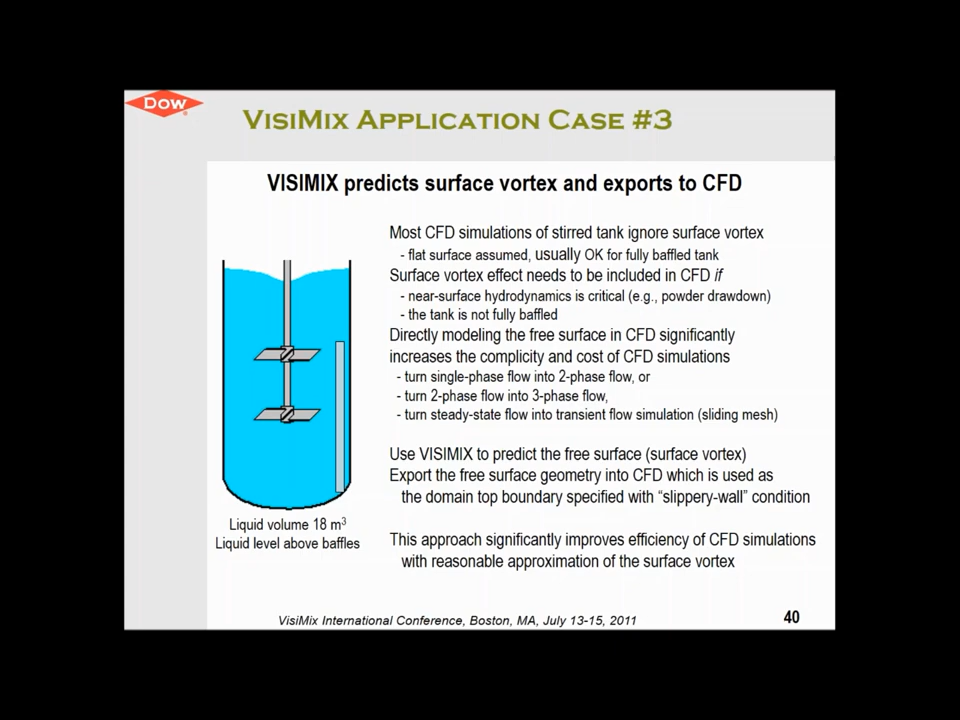 DOW
VISIMIX APPLICATION CASE #3
VISIMIX predicts surface vortex and exports to CFD
Most CFD simulations of stirred tank ignore surface vortex
- flat surface assumed, usually OK for fully baffled tank
Surface vortex effect needs to be included in CFD if
- near-surface hydrodynamics is critical (e.g., powder drawdown)
- the tank is not fully baffled
Directly modeling the free surface in CFD significantly
increases the complicity and cost of CFD simulations
- turn single-phase flow into 2-phase flow, or
- turn 2-phase flow into 3-phase flow,
- turn steady-state flow into transient flow simulation (sliding mesh)
Use VISIMIX to predict the free surface (surface vortex)
Export the free surface geometry into CFD which is used as
the domain top boundary specified with “slippery-wall” condition
This approach significantly improves efficiency of CFD simulations
with reasonable approximation of the surface vortex
Liquid volume 18 m³
Liquid level above baffles
VisiMix International Conference, Boston, MA, July 13-15, 2011
40